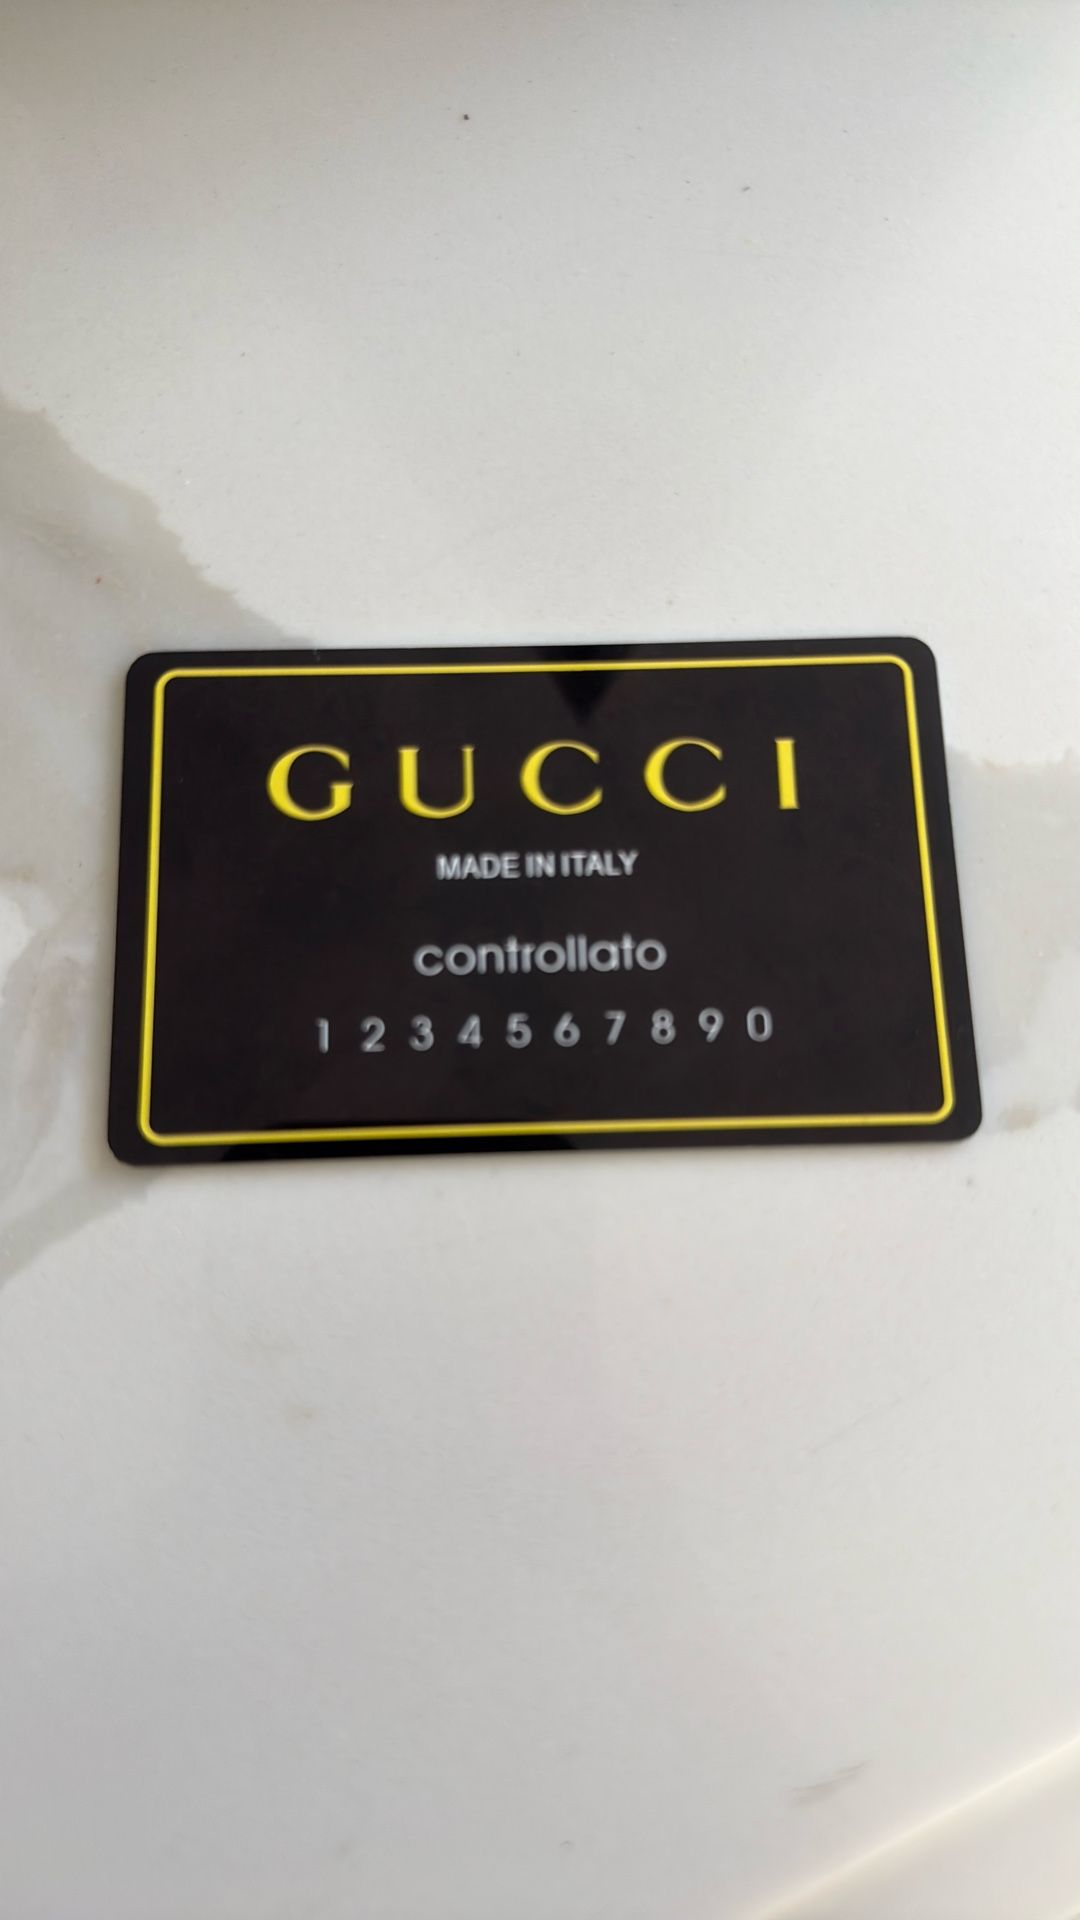 GUCCI
MADE IN ITALY
controllato
1 2 3 4 5 6 7 8 9 0